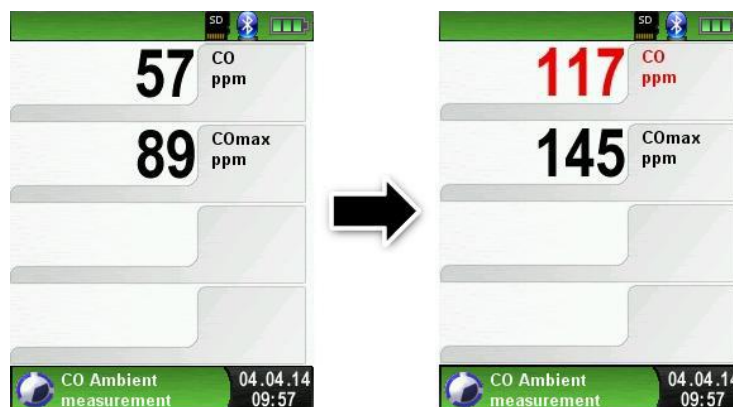 SD
57 CO
ppm
89 COmax
ppm
CO Ambient 04.04.14
measurement 09:57
SD
117 CO
ppm
145 COmax
ppm
CO Ambient 04.04.14
measurement 09:57